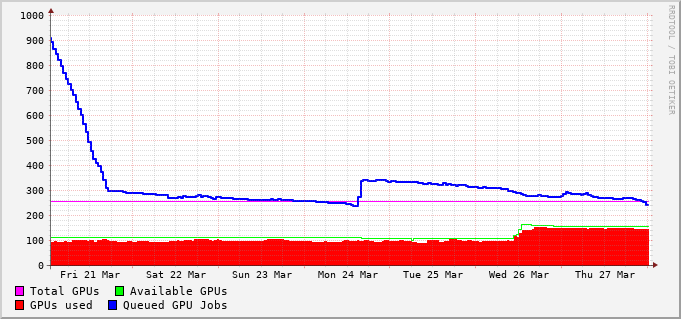 1000
900
800
700
600
500
400
300
200
100
0
Fri 21 Mar Sat 22 Mar Sun 23 Mar Mon 24 Mar Tue 25 Mar Wed 26 Mar Thu 27 Mar
Total GPUs Available GPUs
GPUs used Queued GPU Jobs
RRDTOOL / TOBI OETIKER